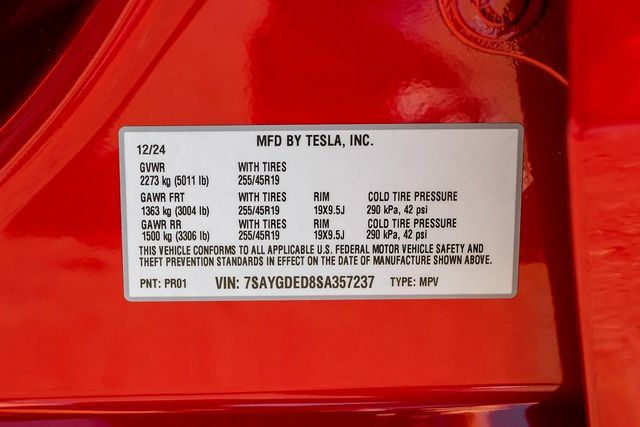 MFD BY TESLA, INC.
12/24
GVWR WITH TIRES
2273 kg (5011 lb) 255/45R19
GAWR FRT WITH TIRES RIM COLD TIRE PRESSURE
1363 kg (3004 lb) 255/45R19 19X9.5J 290 kPa, 42 psi
GAWR RR WITH TIRES RIM COLD TIRE PRESSURE
1500 kg (3306 lb) 255/45R19 19X9.5J 290 kPa, 42 psi
THIS VEHICLE CONFORMS TO ALL APPLICABLE U.S. FEDERAL MOTOR VEHICLE SAFETY AND
THEFT PREVENTION STANDARDS IN EFFECT ON THE DATE OF MANUFACTURE SHOWN ABOVE.
PNT: PR01 VIN: 7SAYGDED8SA357237 TYPE: MPV